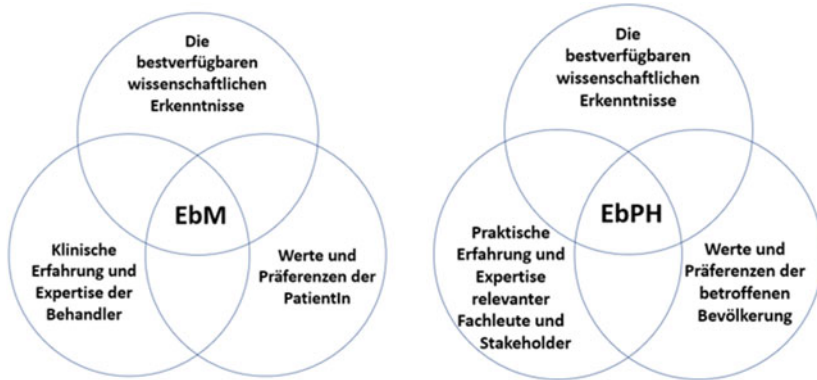 Die
bestverfügbaren
wissenschaftlichen
Erkenntnisse
EbM
Klinische
Erfahrung und
Expertise der
Behandler
Werte und
Präferenzen der
PatientIn
Die
bestverfügbaren
wissenschaftlichen
Erkenntnisse
EbPH
Praktische
Erfahrung und
Expertise
relevanter
Fachleute und
Stakeholder
Werte und
Präferenzen der
betroffenen
Bevölkerung